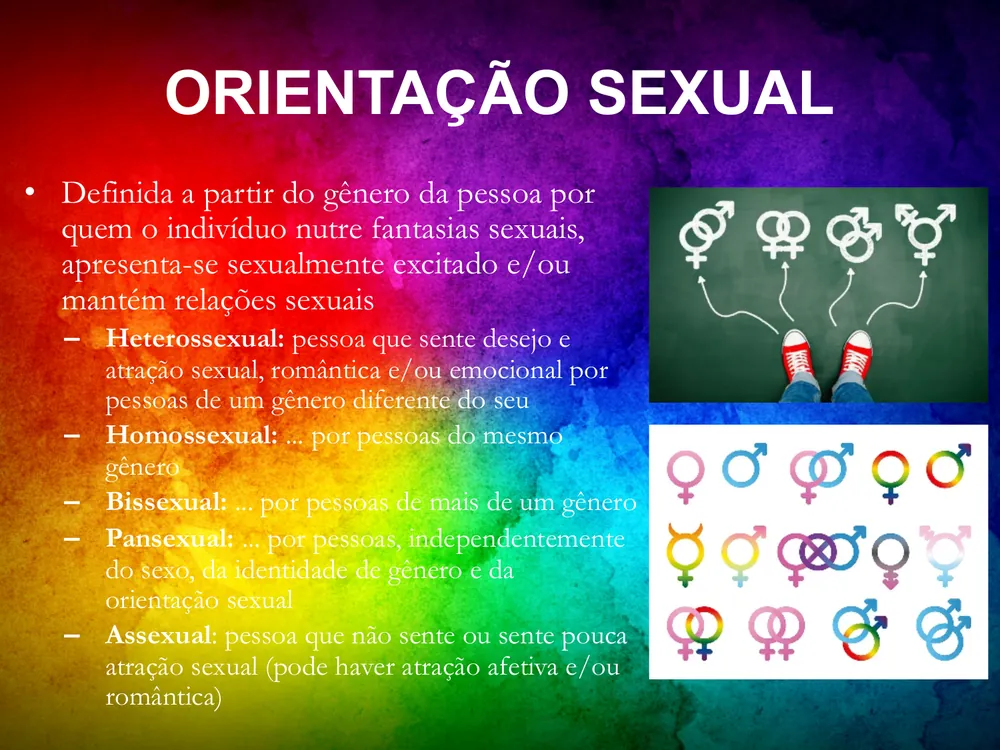 ORIENTAÇÃO SEXUAL
• Definida a partir do gênero da pessoa por
quem o indivíduo nutre fantasias sexuais,
apresenta-se sexualmente excitado e/ou
mantém relações sexuais
– Heterossexual: pessoa que sente desejo e
atração sexual, romântica e/ou emocional por
pessoas de um gênero diferente do seu
– Homossexual: ... por pessoas do mesmo
gênero
– Bissexual: ... por pessoas de mais de um gênero
– Pansexual: ... por pessoas, independentemente
do sexo, da identidade de gênero e da
orientação sexual
– Assexual: pessoa que não sente ou sente pouca
atração sexual (pode haver atração afetiva e/ou
romântica)